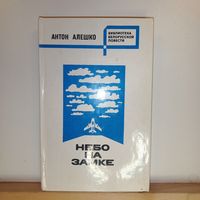 АНТОН АЛЕШКО
БИБЛИОТЕКА
БЕЛОРУССКОЙ
ПОВЕСТИ
НЕБО
НА
ЗАМКЕ